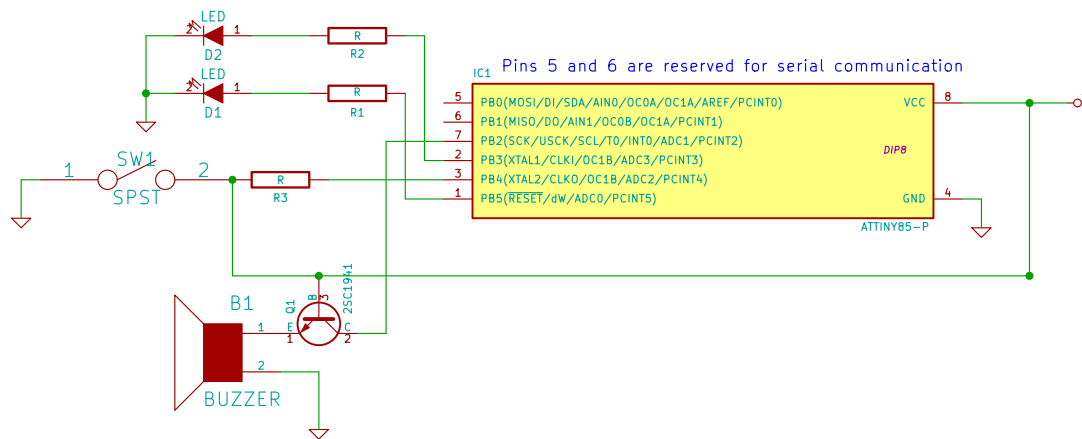 LED
2 1
D2
R
R2
LED
2 1
D1
R
R1
IC1
Pins 5 and 6 are reserved for serial communication
5 PB0(MOSI/DI/SDA/AIN0/OC0A/OC1A/AREF/PCINT0)
6 PB1(MISO/DO/AIN1/OC0B/OC1A/PCINT1)
7 PB2(SCK/USCK/SCL/T0/INT0/ADC1/PCINT2)
2 PB3(XTAL1/CLKI/OC1B/ADC3/PCINT3)
3 PB4(XTAL2/CLKO/OC1B/ADC2/PCINT4)
1 PB5(RESET/dW/ADC0/PCINT5)
VCC 8
DIP8
GND 4
ATTINY85-P
SW1
1 2
SPST
R
R3
Q1
B
3
2SC1941
E C
1 2
B1
1
2
BUZZER